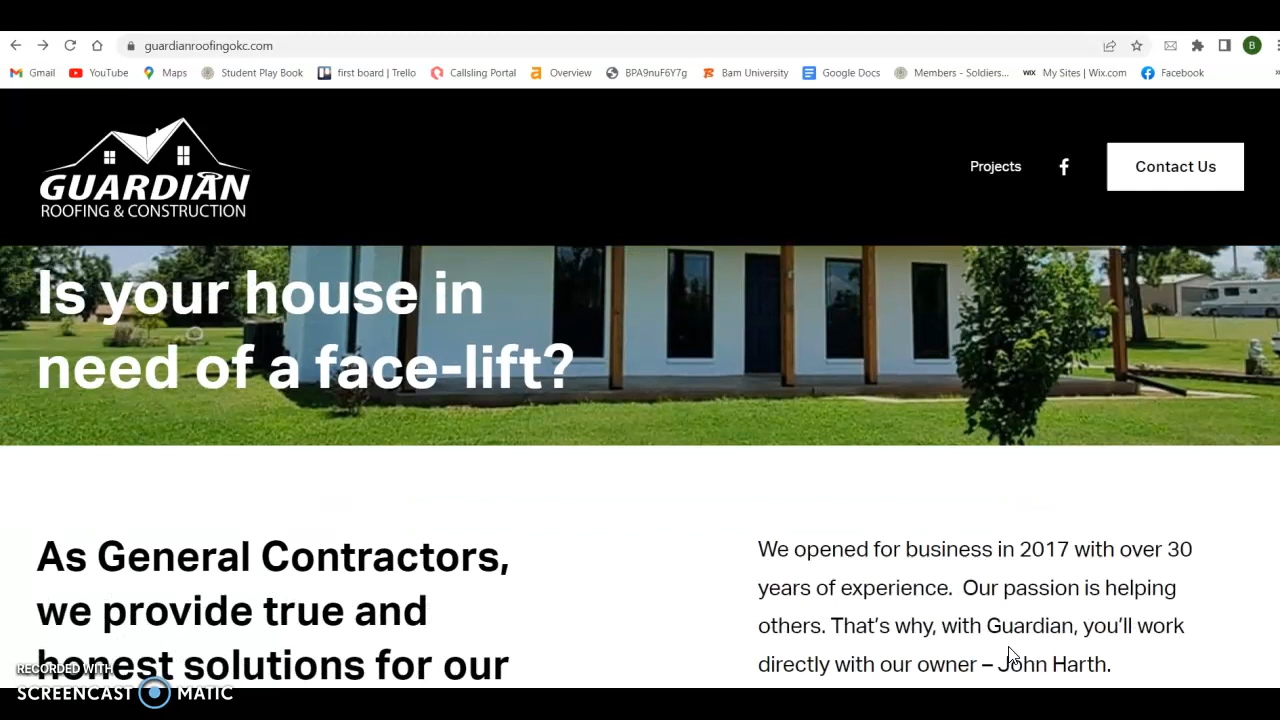 guardianroofingokc.com
B
Gmail
YouTube
Maps
Student Play Book
first board | Trello
Callsling Portal
Overview
BPA9nuF6Y7g
Bam University
Google Docs
Members - Soldiers...
WIX My Sites | Wix.com
Facebook
»
GUARDIAN
ROOFING & CONSTRUCTION
Projects
f
Contact Us
Is your house in
need of a face-lift?
As General Contractors,
we provide true and
honest solutions for our
We opened for business in 2017 with over 30
years of experience. Our passion is helping
others. That's why, with Guardian, you'll work
directly with our owner – John Harth.
RECORDED WITH
SCREENCAST MATIC